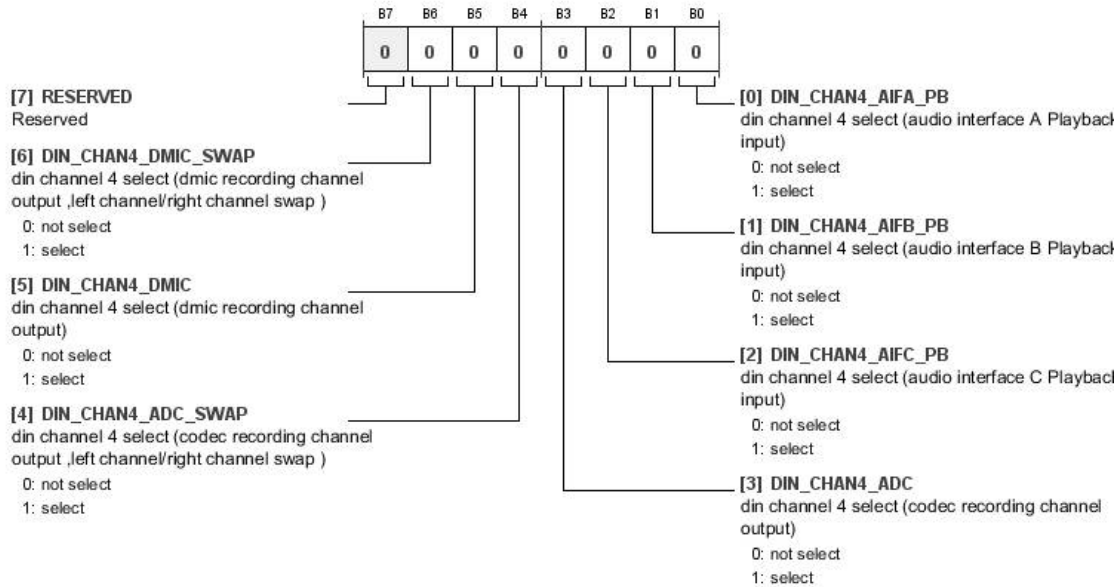 B7 B6 B5 B4 B3 B2 B1 B0
0 0 0 0 0 0 0 0
[7] RESERVED
Reserved
[6] DIN_CHAN4_DMIC_SWAP
din channel 4 select (dmic recording channel
output ,left channel/right channel swap )
0: not select
1: select
[5] DIN_CHAN4_DMIC
din channel 4 select (dmic recording channel
output)
0: not select
1: select
[4] DIN_CHAN4_ADC_SWAP
din channel 4 select (codec recording channel
output ,left channel/right channel swap )
0: not select
1: select
[0] DIN_CHAN4_AIFA_PB
din channel 4 select (audio interface A Playback
input)
0: not select
1: select
[1] DIN_CHAN4_AIFB_PB
din channel 4 select (audio interface B Playback
input)
0: not select
1: select
[2] DIN_CHAN4_AIFC_PB
din channel 4 select (audio interface C Playback
input)
0: not select
1: select
[3] DIN_CHAN4_ADC
din channel 4 select (codec recording channel
output)
0: not select
1: select